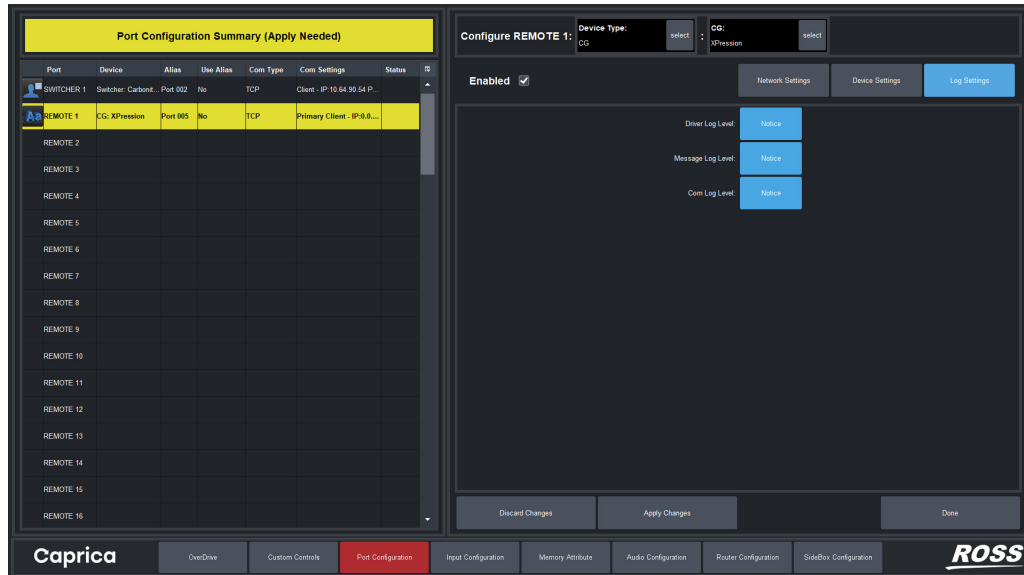 Port Configuration Summary (Apply Needed)
Port Device Alias Use Alias Com Type Com Settings Status
SWITCHER 1 Switcher: Carbonit... Port 002 No TCP Client - IP:10.64.90.54 P...
Aa REMOTE 1 CG: XPression Port 005 No TCP Primary Client - IP:0.0....
REMOTE 2
REMOTE 3
REMOTE 4
REMOTE 5
REMOTE 6
REMOTE 7
REMOTE 8
REMOTE 9
REMOTE 10
REMOTE 11
REMOTE 12
REMOTE 13
REMOTE 14
REMOTE 15
REMOTE 16
Configure REMOTE 1: Device Type: CG select : CG: XPression select
Enabled Network Settings Device Settings Log Settings
Driver Log Level: Notice
Message Log Level: Notice
Com Log Level: Notice
Discard Changes Apply Changes Done
Caprica OverDrive Custom Controls Port Configuration Input Configuration Memory Attribute Audio Configuration Router Configuration SideBox Configuration ROSS